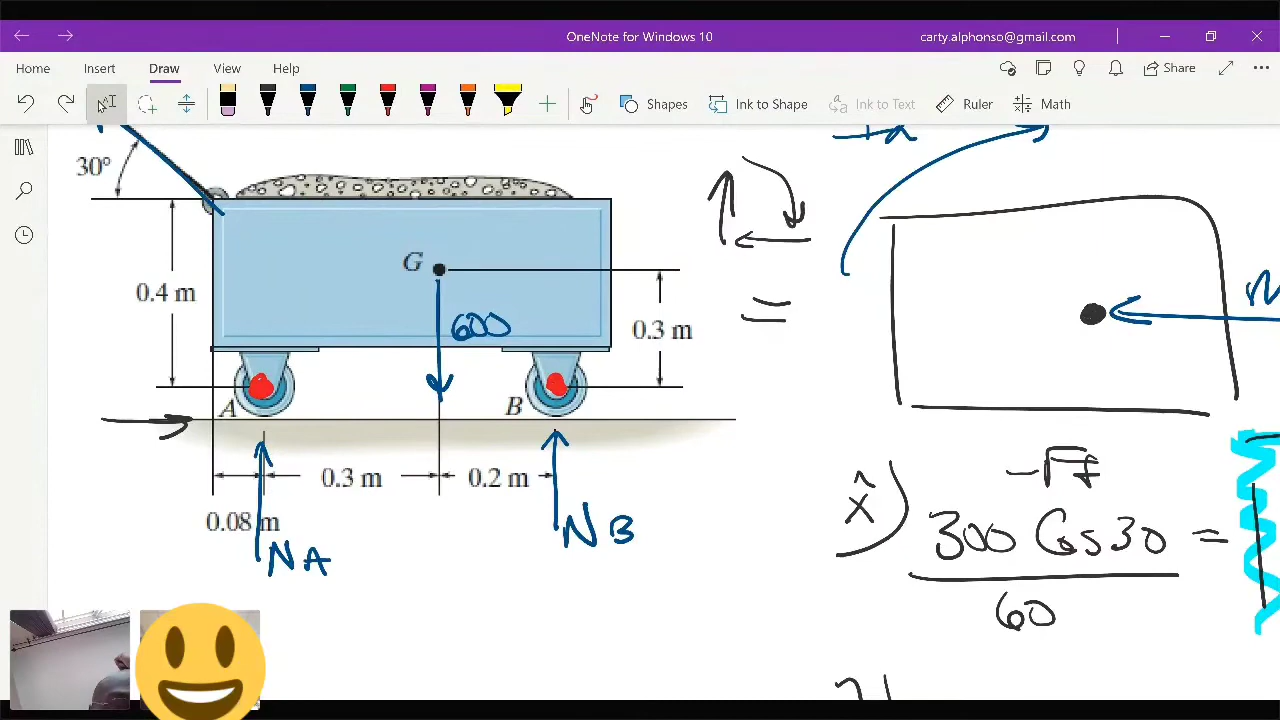 OneNote for Windows 10
carty.alphonso@gmail.com
Home Insert Draw View Help
Share
Shapes Ink to Shape Ink to Text Ruler Math
30°
G
0.4 m
600
0.3 m
=
A
B
0.3 m
0.2 m
0.08 m
NA
NB
x̂)
300 Cos 30 =
60